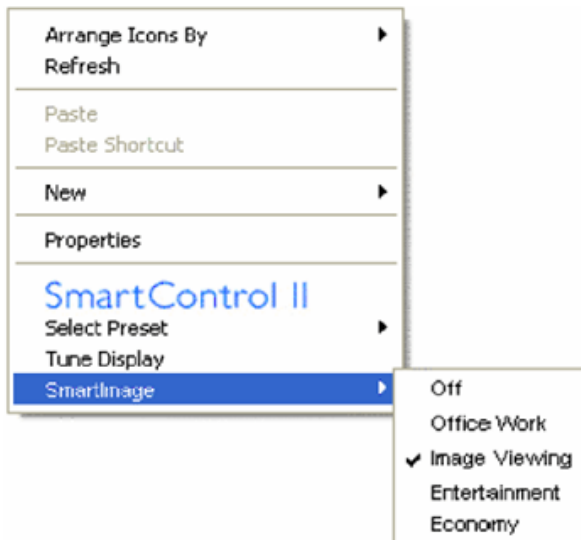 Arrange Icons By
Refresh
Paste
Paste Shortcut
New
Properties
SmartControl II
Select Preset
Tune Display
SmartImage
Off
Office Work
Image Viewing
Entertainment
Economy